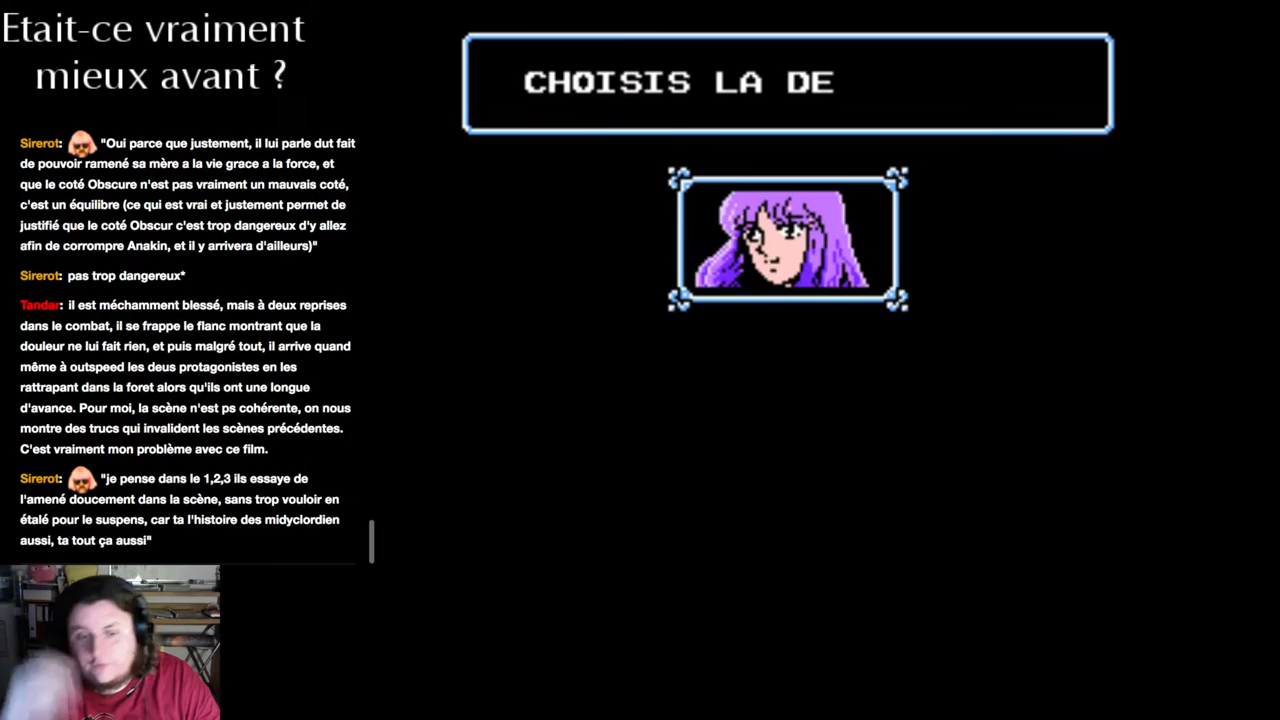 Etait-ce vraiment
mieux avant ?
CHOISIS LA DE
Sirerot: "Oui parce que justement, il lui parle dut fait
de pouvoir ramené sa mère a la vie grace a la force, et
que le coté Obscure n'est pas vraiment un mauvais coté,
c'est un équilibre (ce qui est vrai et justement permet de
justifié que le coté Obscur c'est trop dangereux d'y allez
afin de corrompre Anakin, et il y arrivera d'ailleurs)"
Sirerot: pas trop dangereux*
Tandar: il est méchamment blessé, mais à deux reprises
dans le combat, il se frappe le flanc montrant que la
douleur ne lui fait rien, et puis malgré tout, il arrive quand
même à outspeed les deus protagonistes en les
rattrapant dans la foret alors qu'ils ont une longue
d'avance. Pour moi, la scène n'est ps cohérente, on nous
montre des trucs qui invalident les scènes précédentes.
C'est vraiment mon problème avec ce film.
Sirerot: "je pense dans le 1,2,3 ils essaye de
l'amené doucement dans la scène, sans trop vouloir en
étalé pour le suspens, car ta l'histoire des midyclordien
aussi, ta tout ça aussi"